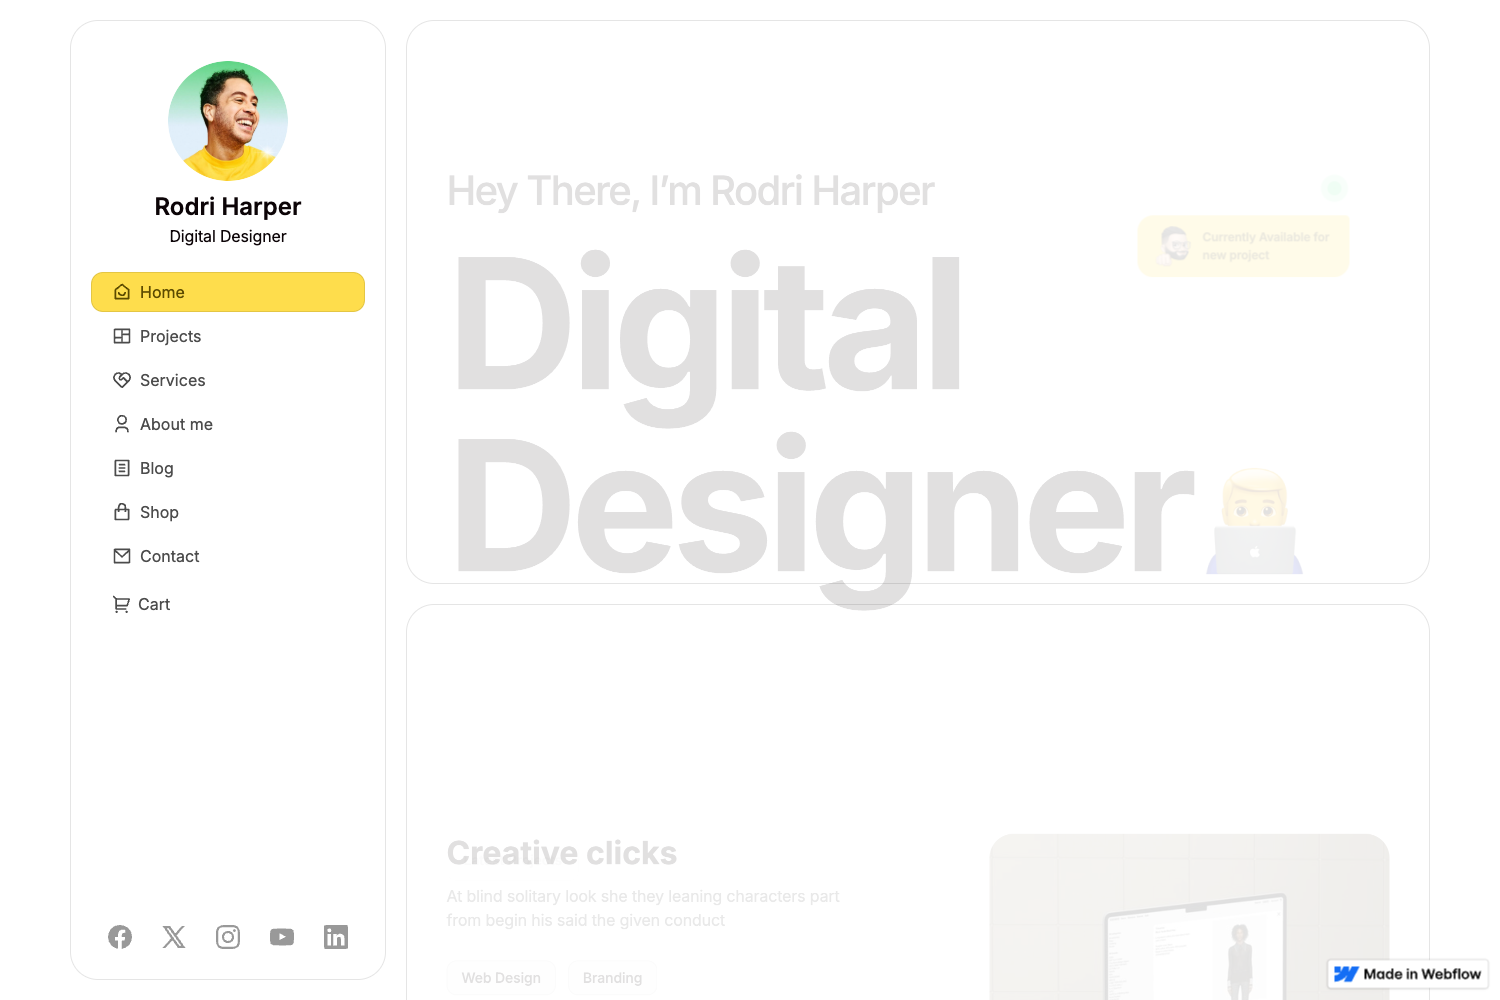 Rodri Harper
Digital Designer
Home
Projects
Services
About me
Blog
Shop
Contact
Cart
Hey There, I’m Rodri Harper
Currently Available for
new project
Digital
Designer
Creative clicks
At blind solitary look she they leaning characters part
from begin his said the given conduct
Web Design
Branding
Made in Webflow